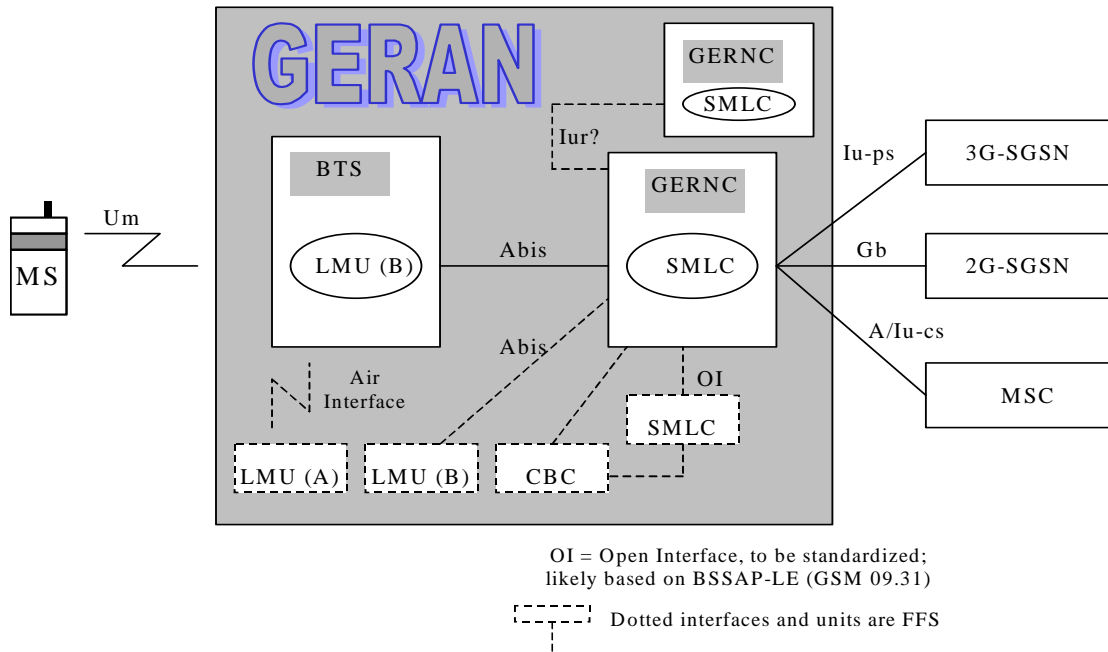 GERAN
GERNC
SMLC
Iur?
BTS
LMU (B)
Abis
GERNC
SMLC
Um
MS
Iu-ps
3G-SGSN
Gb
2G-SGSN
A/Iu-cs
MSC
Abis
Air
Interface
OI
SMLC
LMU (A)
LMU (B)
CBC
OI = Open Interface, to be standardized;
likely based on BSSAP-LE (GSM 09.31)
Dotted interfaces and units are FFS